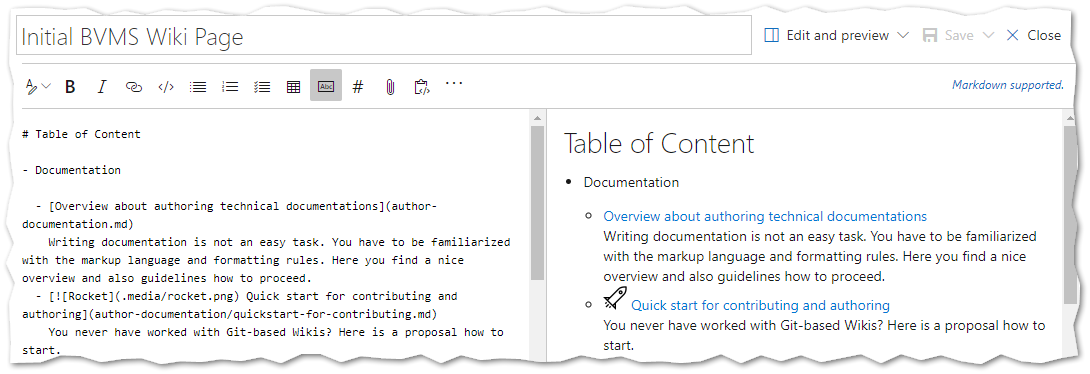 Initial BVMS Wiki Page
Edit and preview
Save
Close
B
I
</>
Abc
#
...
Markdown supported.
# Table of Content
- Documentation
- [Overview about authoring technical documentations](author-
documentation.md)
Writing documentation is not an easy task. You have to be familiarized
with the markup language and formatting rules. Here you find a nice
overview and also guidelines how to proceed.
- [![Rocket](.media/rocket.png) Quick start for contributing and
authoring](author-documentation/quickstart-for-contributing.md)
You never have worked with Git-based Wikis? Here is a proposal how to
start.
Table of Content
• Documentation
Overview about authoring technical documentations
Writing documentation is not an easy task. You have to be familiarized
with the markup language and formatting rules. Here you find a nice
overview and also guidelines how to proceed.
Quick start for contributing and authoring
You never have worked with Git-based Wikis? Here is a proposal how to
start.